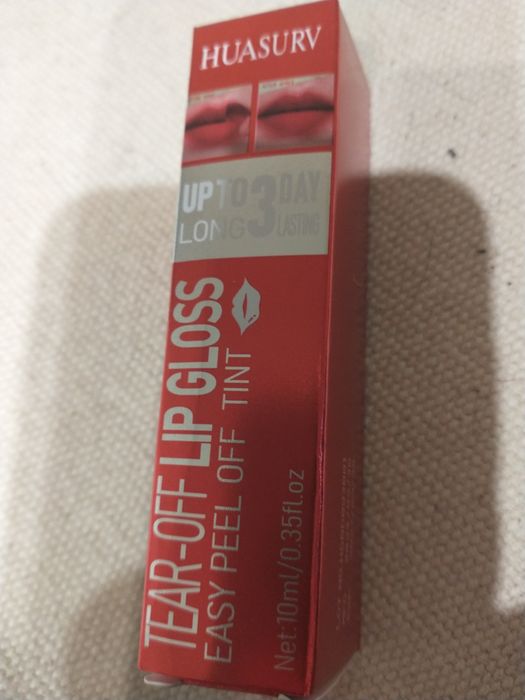 HUASURV
UP TO 3 DAY
LONG LASTING
TEAR-OFF LIP GLOSS
EASY PEEL OFF TINT
Net:10ml/0.35fl.oz